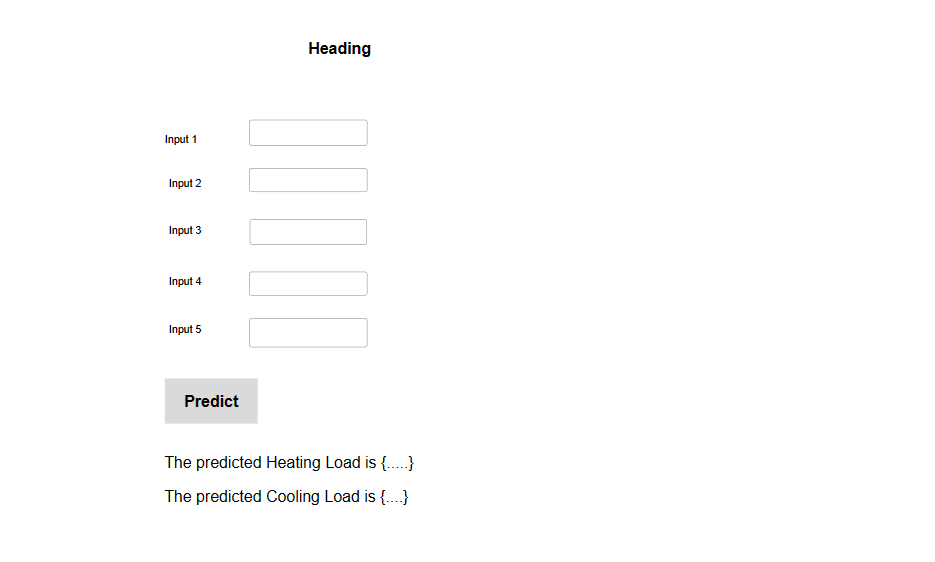 Heading
Input 1
Input 2
Input 3
Input 4
Input 5
Predict
The predicted Heating Load is {.....}
The predicted Cooling Load is {....}